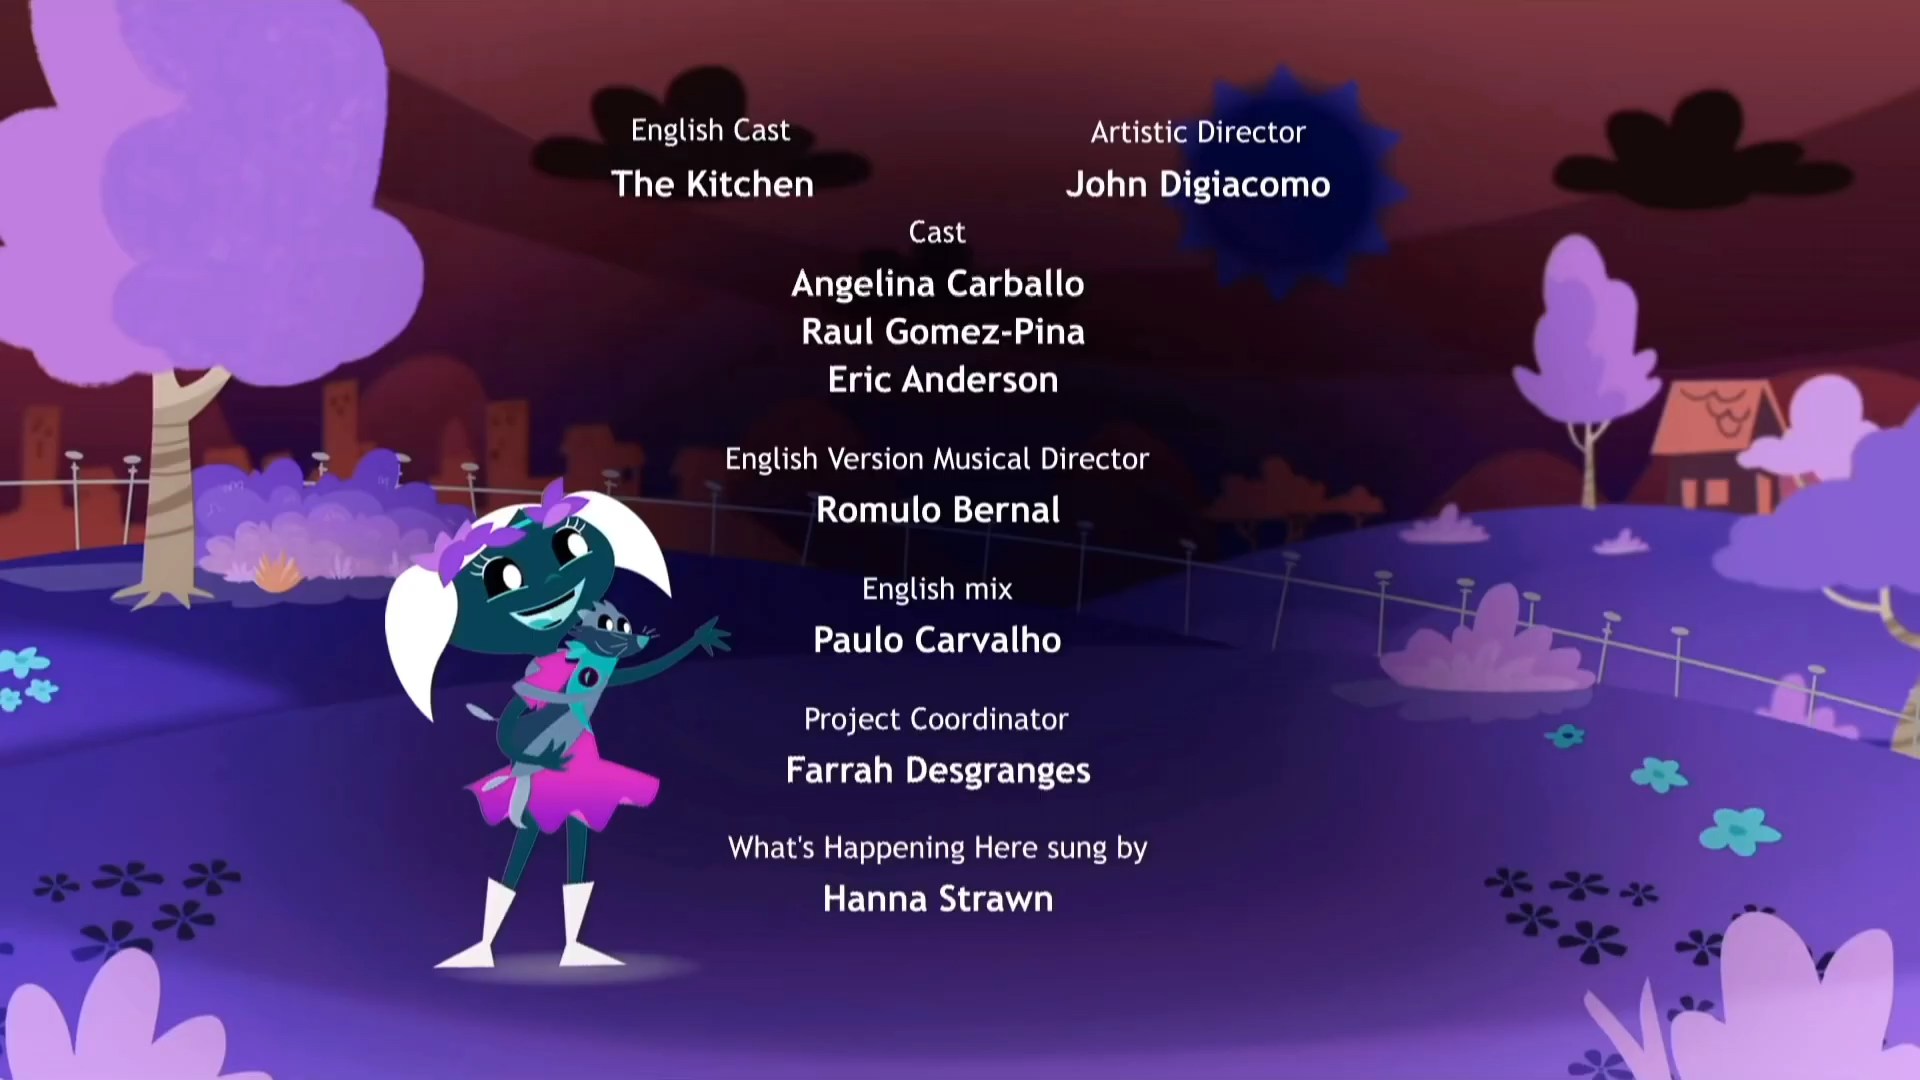 English Cast
The Kitchen
Artistic Director
John Digiacomo
Cast
Angelina Carballo
Raul Gomez-Pina
Eric Anderson
English Version Musical Director
Romulo Bernal
English mix
Paulo Carvalho
Project Coordinator
Farrah Desgranges
What's Happening Here sung by
Hanna Strawn